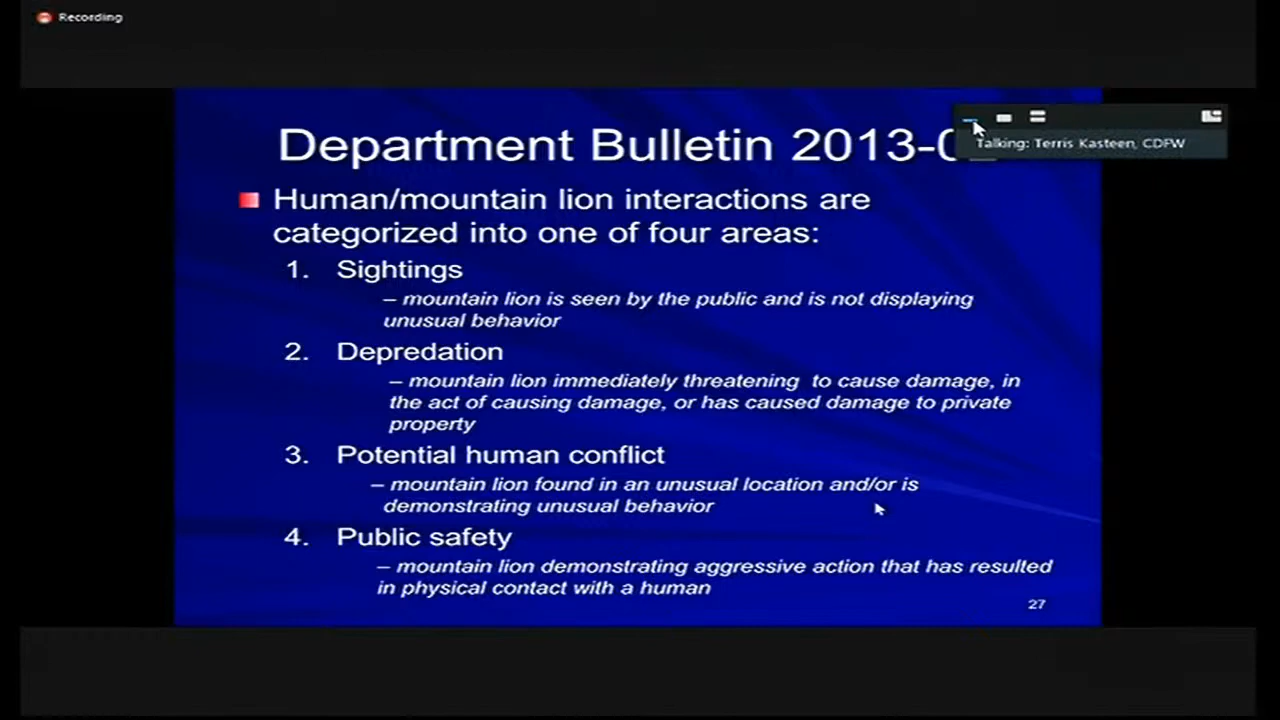 Recording
Department Bulletin
Talking: Terris Kasteen, CDFW
Human/mountain lion interactions are
categorized into one of four areas:
1. Sightings
– mountain lion is seen by the public and is not displaying
unusual behavior
2. Depredation
– mountain lion immediately threatening to cause damage, in
the act of causing damage, or has caused damage to private
property
3. Potential human conflict
– mountain lion found in an unusual location and/or is
demonstrating unusual behavior
4. Public safety
– mountain lion demonstrating aggressive action that has resulted
in physical contact with a human
27